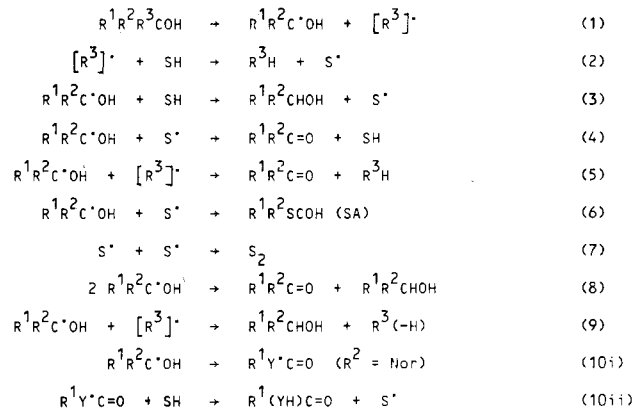 R¹R²R³COH → R¹R²C•OH + [R³]• (1)
[R³]• + SH → R³H + S• (2)
R¹R²C•OH + SH → R¹R²CHOH + S• (3)
R¹R²C•OH + S• → R¹R²C=O + SH (4)
R¹R²C•OH + [R³]• → R¹R²C=O + R³H (5)
R¹R²C•OH + S• → R¹R²SCOH (SA) (6)
S• + S• → S₂ (7)
2 R¹R²C•OH → R¹R²C=O + R¹R²CHOH (8)
R¹R²C•OH + [R³]• → R¹R²CHOH + R³(-H) (9)
R¹R²C•OH → R¹Y•C=O (R² = Nor) (10i)
R¹Y•C=O + SH → R¹(YH)C=O + S• (10ii)